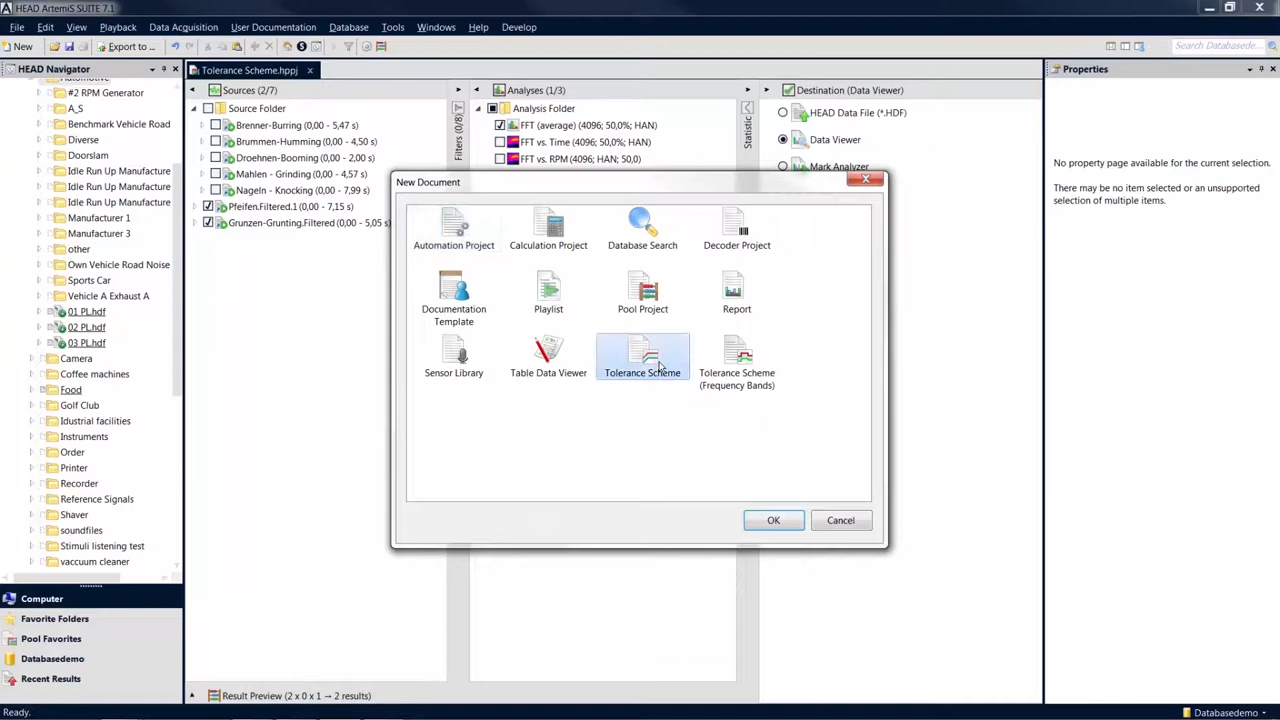 HEAD ArtemiS SUITE 7.1
File Edit View Playback Data Acquisition User Documentation Database Tools Windows Help Develop
New Export to ... Search Databasede...
HEAD Navigator
Automotive
#2 RPM Generator
A_S
Benchmark Vehicle Road
Diverse
Doorslam
Idle Run Up Manufacture
Idle Run Up Manufacture
Idle Run Up Manufacture
Manufacturer 1
Manufacturer 3
other
Own Vehicle Road Noise
Sports Car
Vehicle A Exhaust A
01 PL.hdf
02 PL.hdf
03 PL.hdf
Camera
Coffee machines
Food
Golf Club
Idustrial facilities
Instruments
Order
Printer
Recorder
Reference Signals
Shaver
soundfiles
Stimuli listening test
vaccuum cleaner
Computer
Favorite Folders
Pool Favorites
Databasedemo
Recent Results
Tolerance Scheme.hppj
Sources (2/7)
Source Folder
Brenner-Burring (0,00 - 5,47 s)
Brummen-Humming (0,00 - 4,50 s)
Droehnen-Booming (0,00 - 2,00 s)
Mahlen - Grinding (0,00 - 4,57 s)
Nageln - Knocking (0,00 - 7,99 s)
Pfeifen.Filtered.1 (0,00 - 7,15 s)
Grunzen-Grunting.Filtered (0,00 - 5,05 s)
Filters (0/8)
Analyses (1/3)
Analysis Folder
FFT (average) (4096; 50,0%; HAN)
FFT vs. Time (4096; 50,0%; HAN)
FFT vs. RPM (4096; HAN; 50,0)
Statistic
Destination (Data Viewer)
HEAD Data File (*.HDF)
Data Viewer
Mark Analyzer
New Document
Automation Project Calculation Project Database Search Decoder Project
Documentation Template Playlist Pool Project Report
Sensor Library Table Data Viewer Tolerance Scheme Tolerance Scheme (Frequency Bands)
OK Cancel
Result Preview (2 x 0 x 1 → 2 results)
Properties
No property page available for the current selection.
There may be no item selected or an unsupported
selection of multiple items.
Ready. Databasedemo